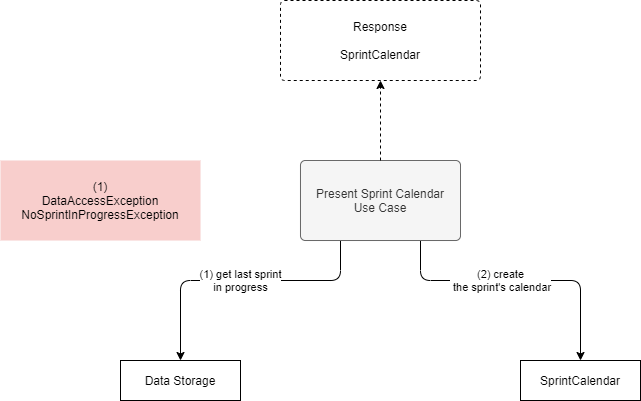 Response
SprintCalendar
(1)
DataAccessException
NoSprintInProgressException
Present Sprint Calendar
Use Case
(1) get last sprint
in progress
(2) create
the sprint's calendar
Data Storage
SprintCalendar